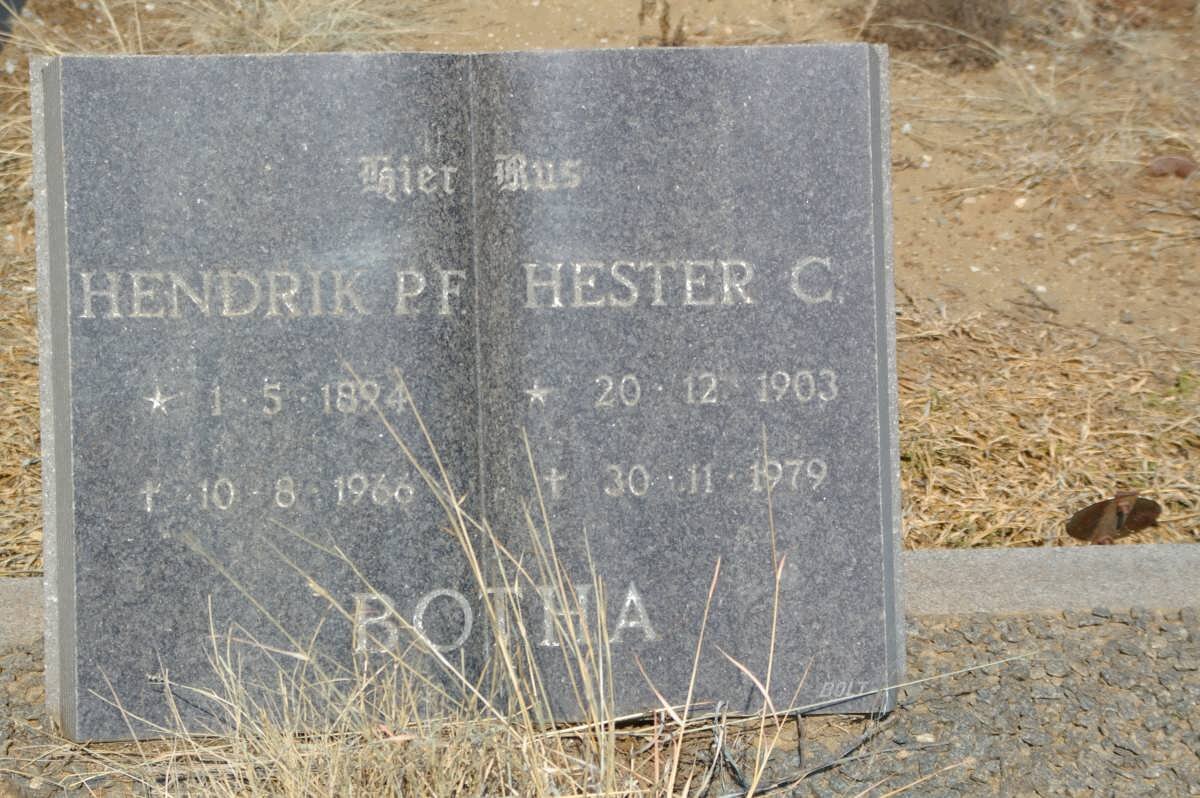 Hier Rus
HENDRIK P.F. HESTER C.
* 1·5·1894 * 20·12·1903
† 10·8·1966 † 30·11·1979
BOTHA
BOLT